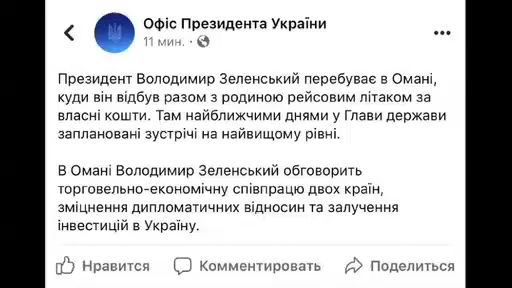 Офіс Президента України
11 мин. ·
Президент Володимир Зеленський перебуває в Омані,
куди він відбув разом з родиною рейсовим літаком за
власні кошти. Там найближчими днями у Глави держави
заплановані зустрічі на найвищому рівні.
В Омані Володимир Зеленський обговорить
торговельно-економічну співпрацю двох країн,
зміцнення дипломатичних відносин та залучення
інвестицій в Україну.
Нравится Комментировать Поделиться